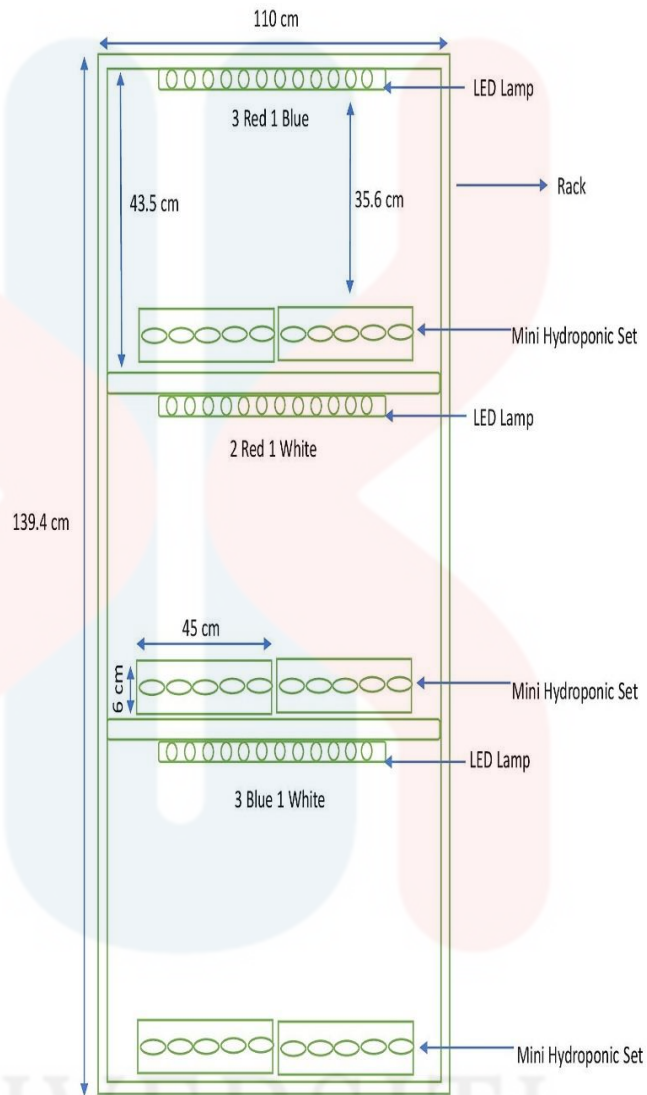 110 cm
LED Lamp
3 Red 1 Blue
43.5 cm
35.6 cm
Rack
Mini Hydroponic Set
LED Lamp
2 Red 1 White
139.4 cm
45 cm
6 cm
Mini Hydroponic Set
LED Lamp
3 Blue 1 White
Mini Hydroponic Set